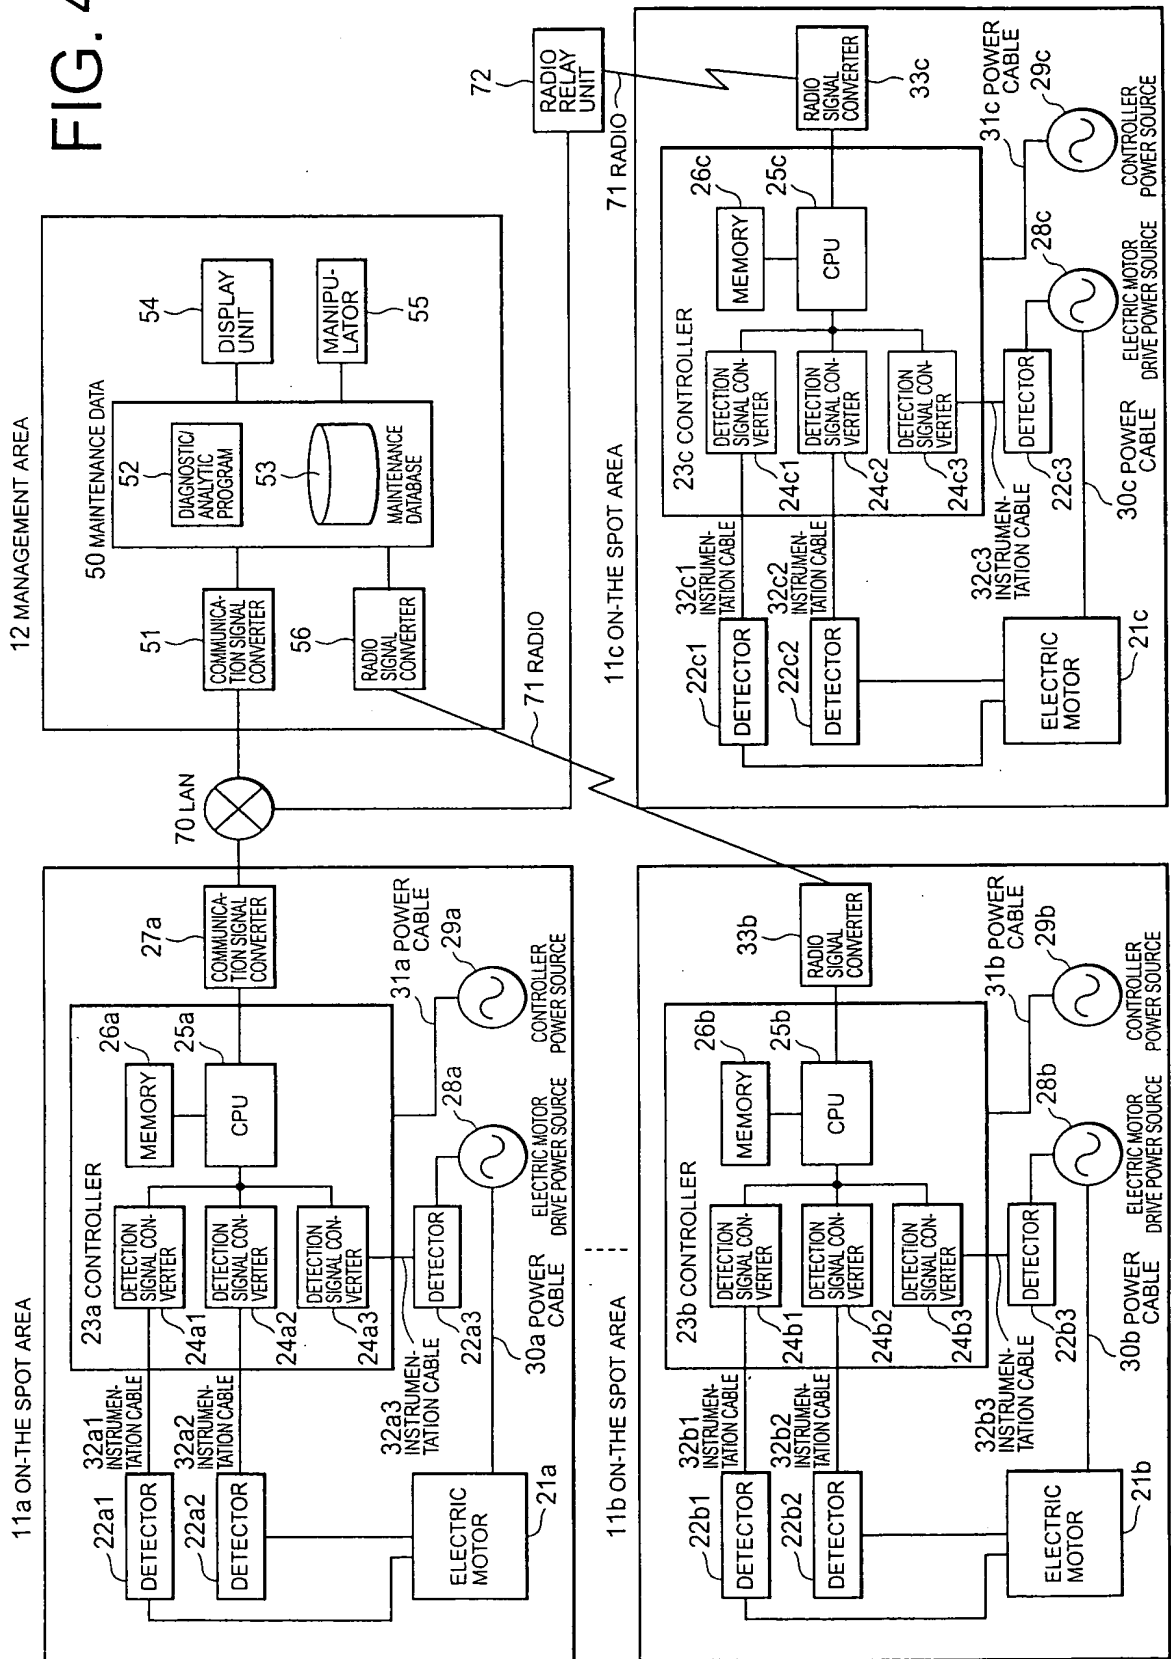 FIG. 4
12 MANAGEMENT AREA
50 MAINTENANCE DATA
51
COMMUNICA-
TION SIGNAL
CONVERTER
52
DIAGNOSTIC/
ANALYTIC
PROGRAM
53
MAINTENANCE
DATABASE
54
DISPLAY
UNIT
MANIPU-
LATOR
55
56
RADIO
SIGNAL
CONVERTER
70 LAN
71 RADIO
72
RADIO
RELAY
UNIT
71 RADIO
11a ON-THE SPOT AREA
23a CONTROLLER
22a1
DETECTOR
32a1
INSTRUMEN-
TATION CABLE
DETECTION
SIGNAL CON-
VERTER
24a1
22a2
DETECTOR
32a2
INSTRUMEN-
TATION CABLE
DETECTION
SIGNAL CON-
VERTER
24a2
DETECTION
SIGNAL CON-
VERTER
24a3
26a
MEMORY
25a
CPU
27a
COMMUNICA-
TION SIGNAL
CONVERTER
32a3
INSTRUMEN-
TATION CABLE
DETECTOR
22a3
31a POWER
CABLE
29a
CONTROLLER
POWER SOURCE
28a
ELECTRIC MOTOR
DRIVE POWER SOURCE
30a POWER
CABLE
ELECTRIC
MOTOR
21a
11b ON-THE SPOT AREA
23b CONTROLLER
22b1
DETECTOR
32b1
INSTRUMEN-
TATION CABLE
DETECTION
SIGNAL CON-
VERTER
24b1
22b2
DETECTOR
32b2
INSTRUMEN-
TATION CABLE
DETECTION
SIGNAL CON-
VERTER
24b2
DETECTION
SIGNAL CON-
VERTER
24b3
26b
MEMORY
25b
CPU
33b
RADIO
SIGNAL
CONVERTER
32b3
INSTRUMEN-
TATION CABLE
DETECTOR
22b3
31b POWER
CABLE
29b
CONTROLLER
POWER SOURCE
28b
ELECTRIC MOTOR
DRIVE POWER SOURCE
30b POWER
CABLE
ELECTRIC
MOTOR
21b
11c ON-THE SPOT AREA
23c CONTROLLER
22c1
DETECTOR
32c1
INSTRUMEN-
TATION CABLE
DETECTION
SIGNAL CON-
VERTER
24c1
22c2
DETECTOR
32c2
INSTRUMEN-
TATION CABLE
DETECTION
SIGNAL CON-
VERTER
24c2
DETECTION
SIGNAL CON-
VERTER
24c3
26c
MEMORY
25c
CPU
RADIO
SIGNAL
CONVERTER
33c
32c3
INSTRUMEN-
TATION CABLE
DETECTOR
22c3
31c POWER
CABLE
29c
CONTROLLER
POWER SOURCE
28c
ELECTRIC MOTOR
DRIVE POWER SOURCE
30c POWER
CABLE
ELECTRIC
MOTOR
21c